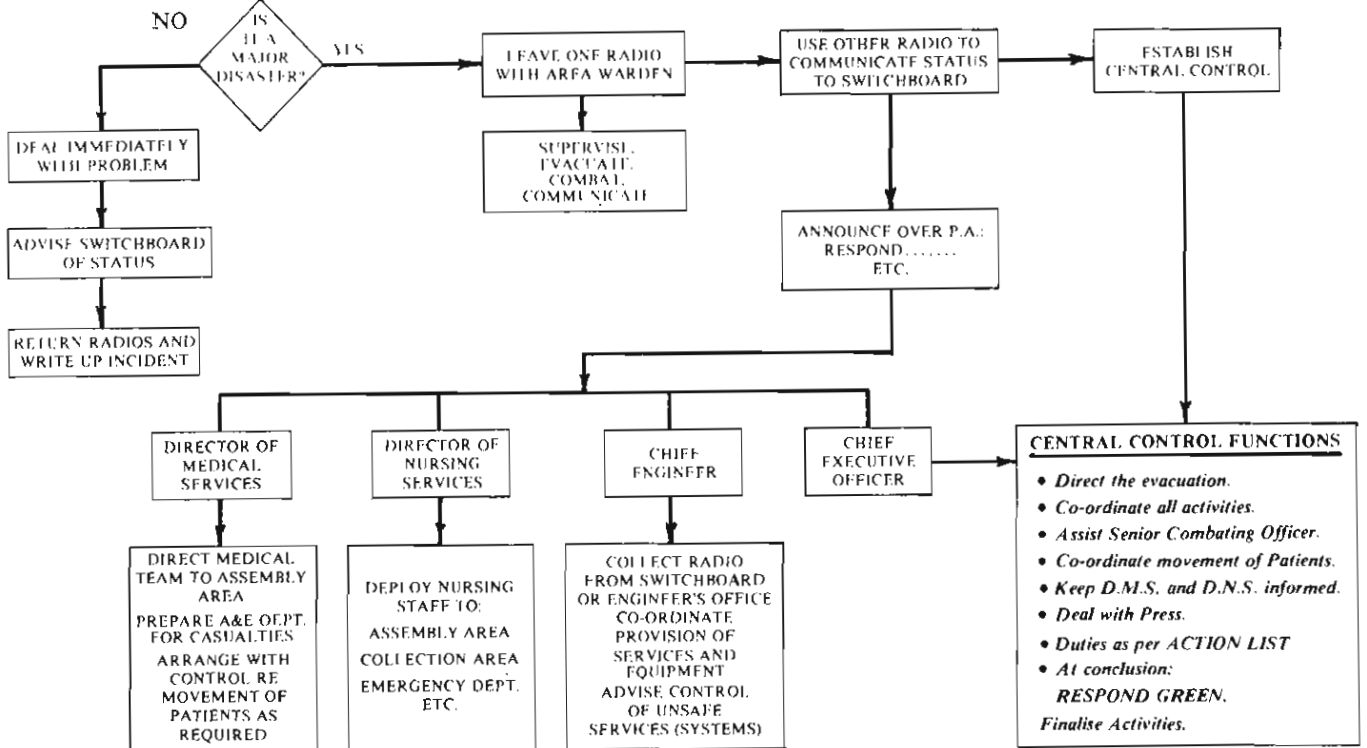 NO
IS
IT A
MAJOR
DISASTER?
YES
LEAVE ONE RADIO
WITH AREA WARDEN
USE OTHER RADIO TO
COMMUNICATE STATUS
TO SWITCHBOARD
ESTABLISH
CENTRAL CONTROL
DEAL IMMEDIATELY
WITH PROBLEM
SUPERVISE,
EVACUATE,
COMBAT,
COMMUNICATE
ADVISE SWITCHBOARD
OF STATUS
ANNOUNCE OVER P.A.:
RESPOND.......
ETC.
RETURN RADIOS AND
WRITE UP INCIDENT
DIRECTOR OF
MEDICAL
SERVICES
DIRECTOR OF
NURSING
SERVICES
CHIEF
ENGINEER
CHIEF
EXECUTIVE
OFFICER
DIRECT MEDICAL
TEAM TO ASSEMBLY
AREA
PREPARE A&E DEPT.
FOR CASUALTIES
ARRANGE WITH
CONTROL RE
MOVEMENT OF
PATIENTS AS
REQUIRED
DEPLOY NURSING
STAFF TO:
ASSEMBLY AREA
COLLECTION AREA
EMERGENCY DEPT.
ETC.
COLLECT RADIO
FROM SWITCHBOARD
OR ENGINEER'S OFFICE
CO-ORDINATE
PROVISION OF
SERVICES AND
EQUIPMENT
ADVISE CONTROL
OF UNSAFE
SERVICES (SYSTEMS)
CENTRAL CONTROL FUNCTIONS
• Direct the evacuation.
• Co-ordinate all activities.
• Assist Senior Combating Officer.
• Co-ordinate movement of Patients.
• Keep D.M.S. and D.N.S. informed.
• Deal with Press.
• Duties as per ACTION LIST
• At conclusion:
RESPOND GREEN.
Finalise Activities.